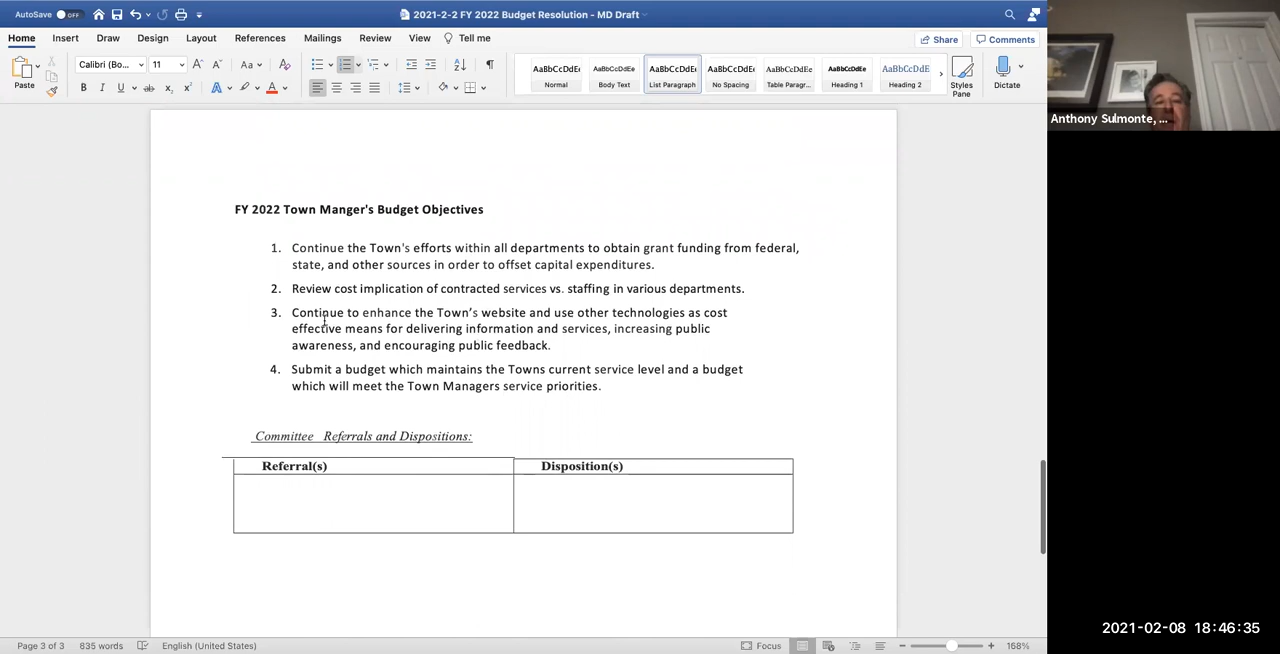 AutoSave OFF 2021-2-2 FY 2022 Budget Resolution - MD Draft
Home Insert Draw Design Layout References Mailings Review View Tell me Share Comments
Paste Calibri (Bo... 11 Styles Pane Dictate
AaBbCcDdEe AaBbCcDdEe AaBbCcDdEe AaBbCcDdEe AaBbCcDdEe AaBbCcDdEe AaBbCcDdE
Normal Body Text List Paragraph No Spacing Table Paragr... Heading 1 Heading 2
Anthony Sulmonte, ...
FY 2022 Town Manger's Budget Objectives
1. Continue the Town's efforts within all departments to obtain grant funding from federal,
state, and other sources in order to offset capital expenditures.
2. Review cost implication of contracted services vs. staffing in various departments.
3. Continue to enhance the Town's website and use other technologies as cost
effective means for delivering information and services, increasing public
awareness, and encouraging public feedback.
4. Submit a budget which maintains the Towns current service level and a budget
which will meet the Town Managers service priorities.
Committee Referrals and Dispositions:
Referral(s) Disposition(s)
2021-02-08 18:46:35
Page 3 of 3 835 words English (United States) Focus 168%